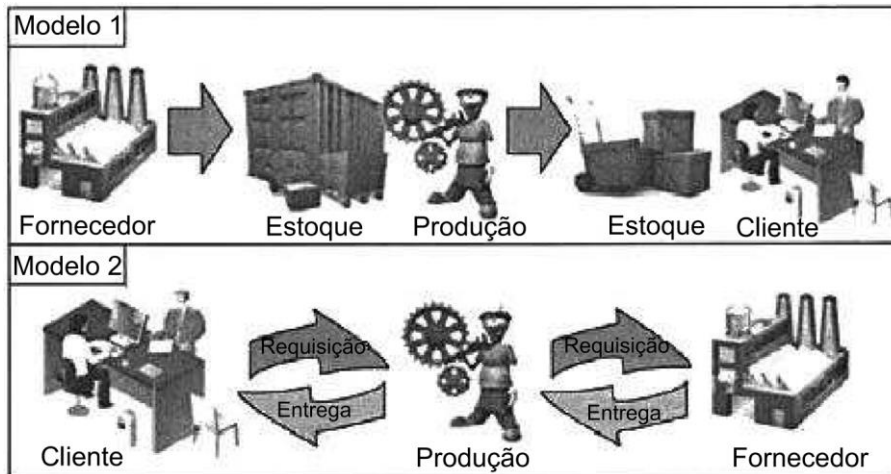 Modelo 1
Fornecedor Estoque Produção Estoque Cliente
Modelo 2
Requisição Requisição
Entrega Entrega
Cliente Produção Fornecedor